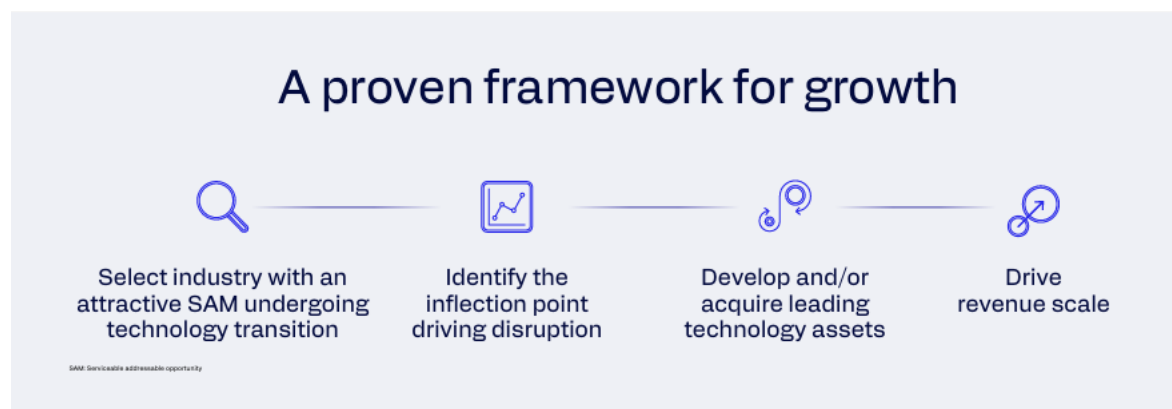 A proven framework for growth
Select industry with an
attractive SAM undergoing
technology transition
Identify the
inflection point
driving disruption
Develop and/or
acquire leading
technology assets
Drive
revenue scale
SAM: Serviceable addressable opportunity